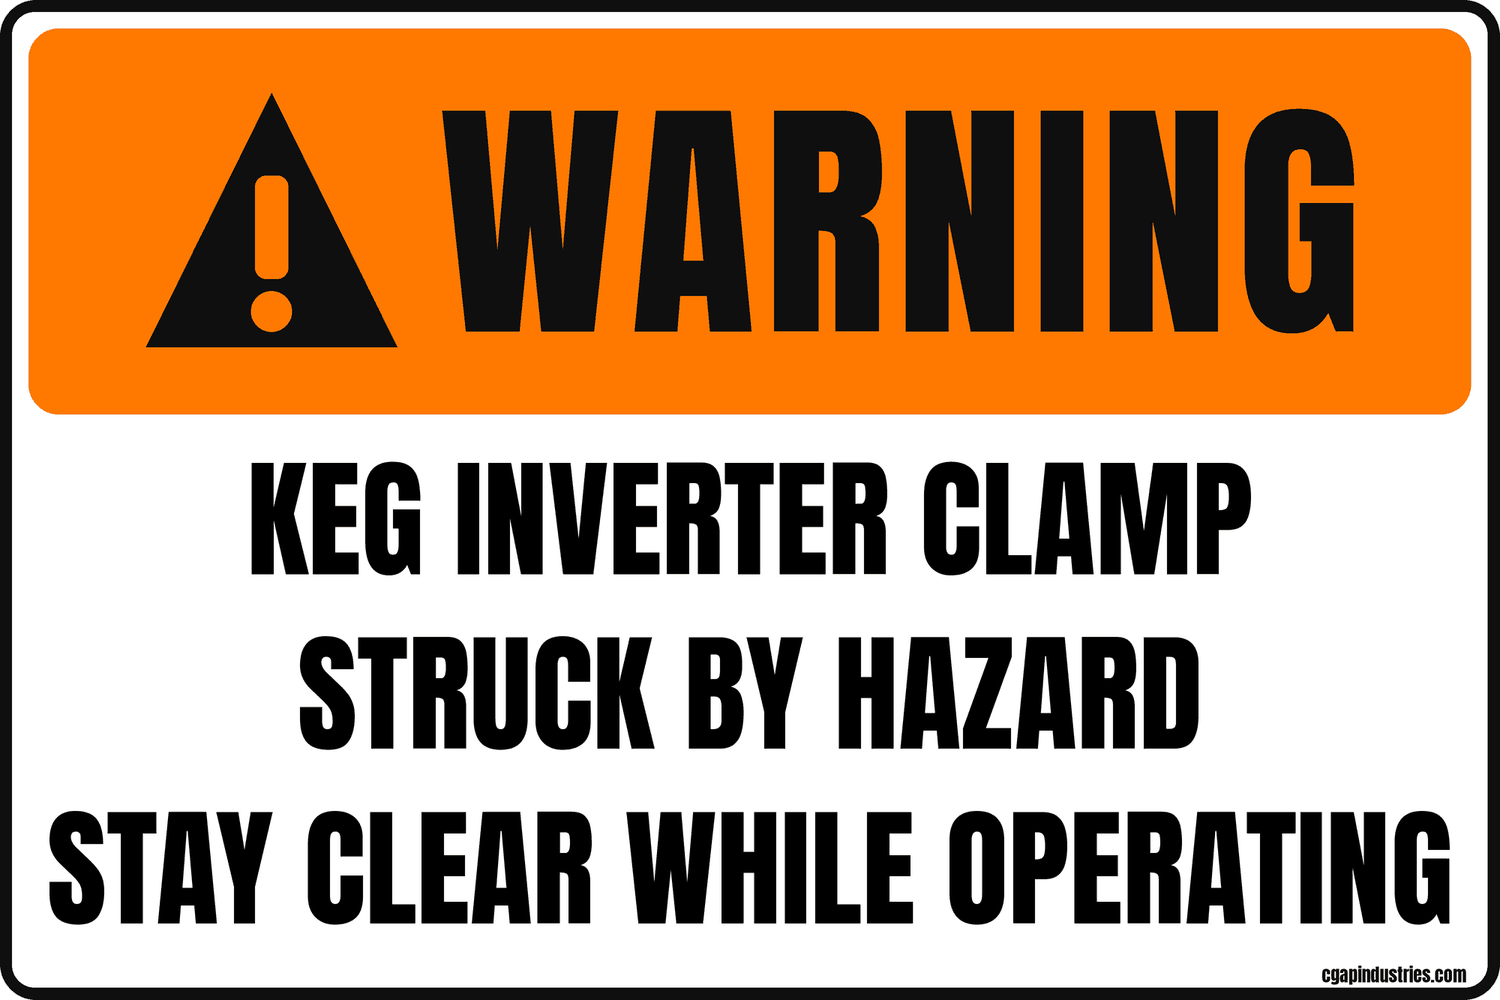 WARNING
KEG INVERTER CLAMP
STRUCK BY HAZARD
STAY CLEAR WHILE OPERATING
cgapindustries.com